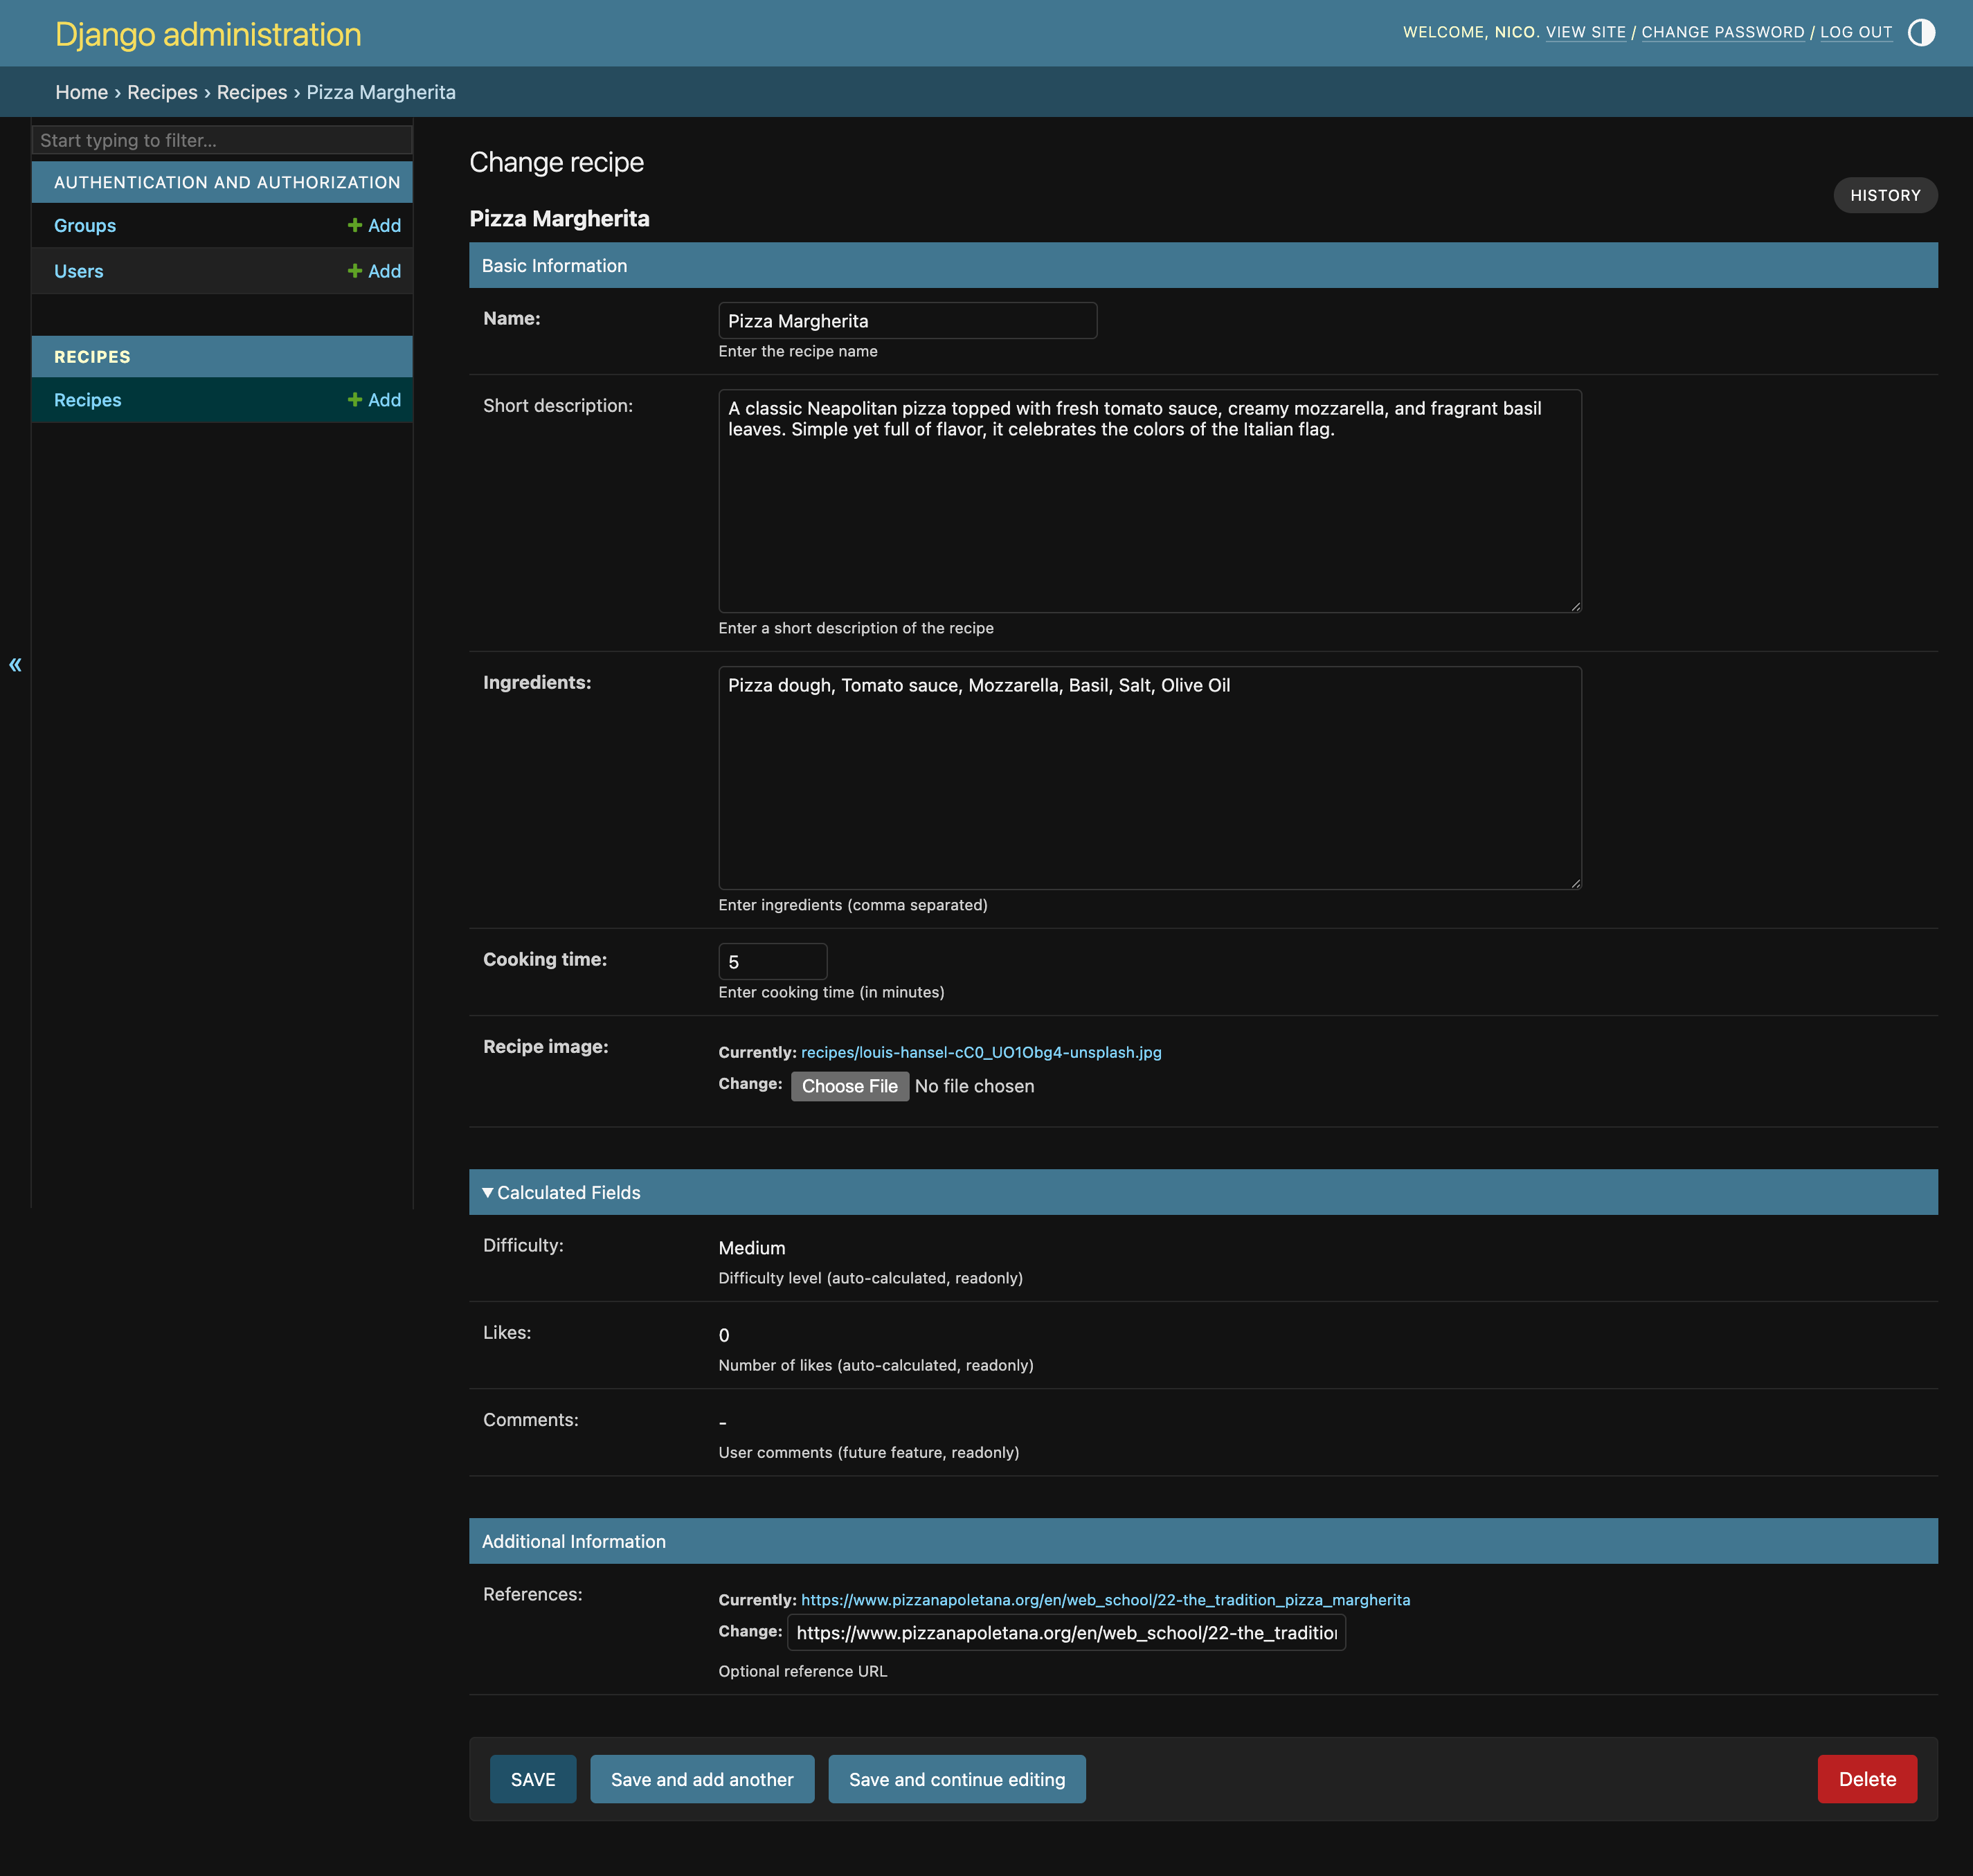 Django administration
WELCOME, NICO. VIEW SITE / CHANGE PASSWORD / LOG OUT
Home › Recipes › Recipes › Pizza Margherita
Start typing to filter...
AUTHENTICATION AND AUTHORIZATION
Groups + Add
Users + Add
RECIPES
Recipes + Add
«
Change recipe
HISTORY
Pizza Margherita
Basic Information
Name: Pizza Margherita
Enter the recipe name
Short description: A classic Neapolitan pizza topped with fresh tomato sauce, creamy mozzarella, and fragrant basil
leaves. Simple yet full of flavor, it celebrates the colors of the Italian flag.
Enter a short description of the recipe
Ingredients: Pizza dough, Tomato sauce, Mozzarella, Basil, Salt, Olive Oil
Enter ingredients (comma separated)
Cooking time: 5
Enter cooking time (in minutes)
Recipe image: Currently: recipes/louis-hansel-cC0_UO1Obg4-unsplash.jpg
Change: Choose File No file chosen
▼ Calculated Fields
Difficulty: Medium
Difficulty level (auto-calculated, readonly)
Likes: 0
Number of likes (auto-calculated, readonly)
Comments: -
User comments (future feature, readonly)
Additional Information
References: Currently: https://www.pizzanapoletana.org/en/web_school/22-the_tradition_pizza_margherita
Change: https://www.pizzanapoletana.org/en/web_school/22-the_tradition
Optional reference URL
SAVE Save and add another Save and continue editing Delete